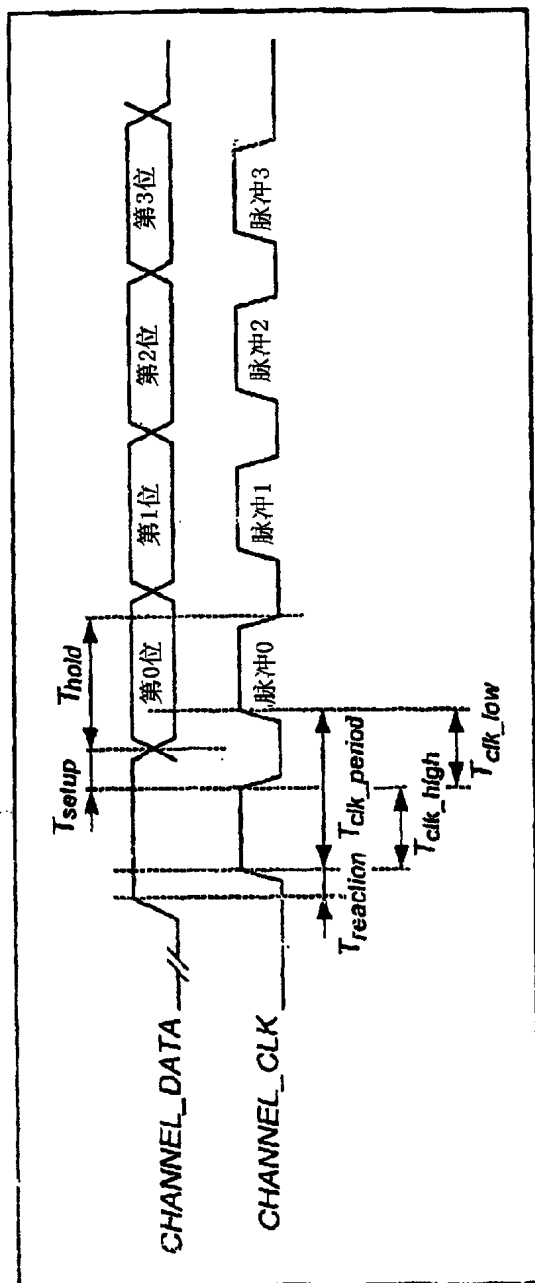 CHANNEL_DATA
第0位
第1位
第2位
第3位
Tsetup
Thold
CHANNEL_CLK
脉冲0
脉冲1
脉冲2
脉冲3
Treaction
Tclk_period
Tclk_high
Tclk_low